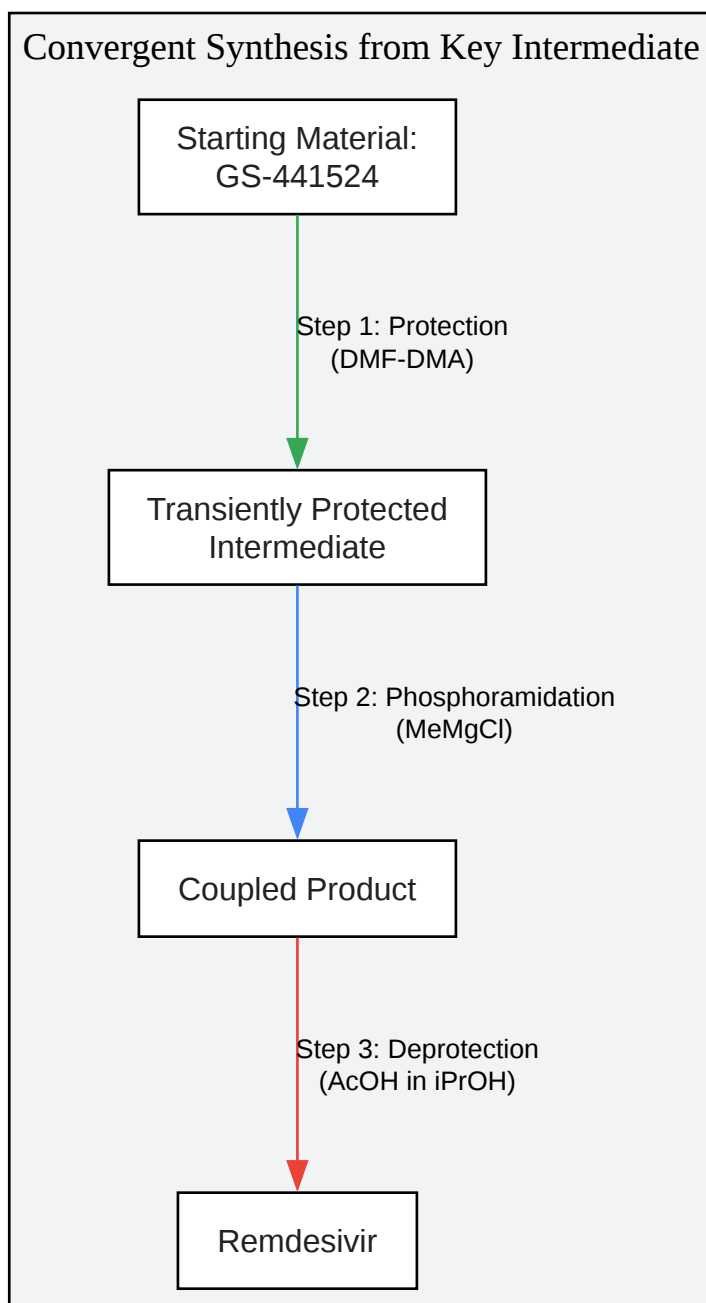 Convergent Synthesis from Key Intermediate
Starting Material:
GS-441524
Step 1: Protection
(DMF-DMA)
Transiently Protected
Intermediate
Step 2: Phosphoramidation
(MeMgCl)
Coupled Product
Step 3: Deprotection
(AcOH in iPrOH)
Remdesivir